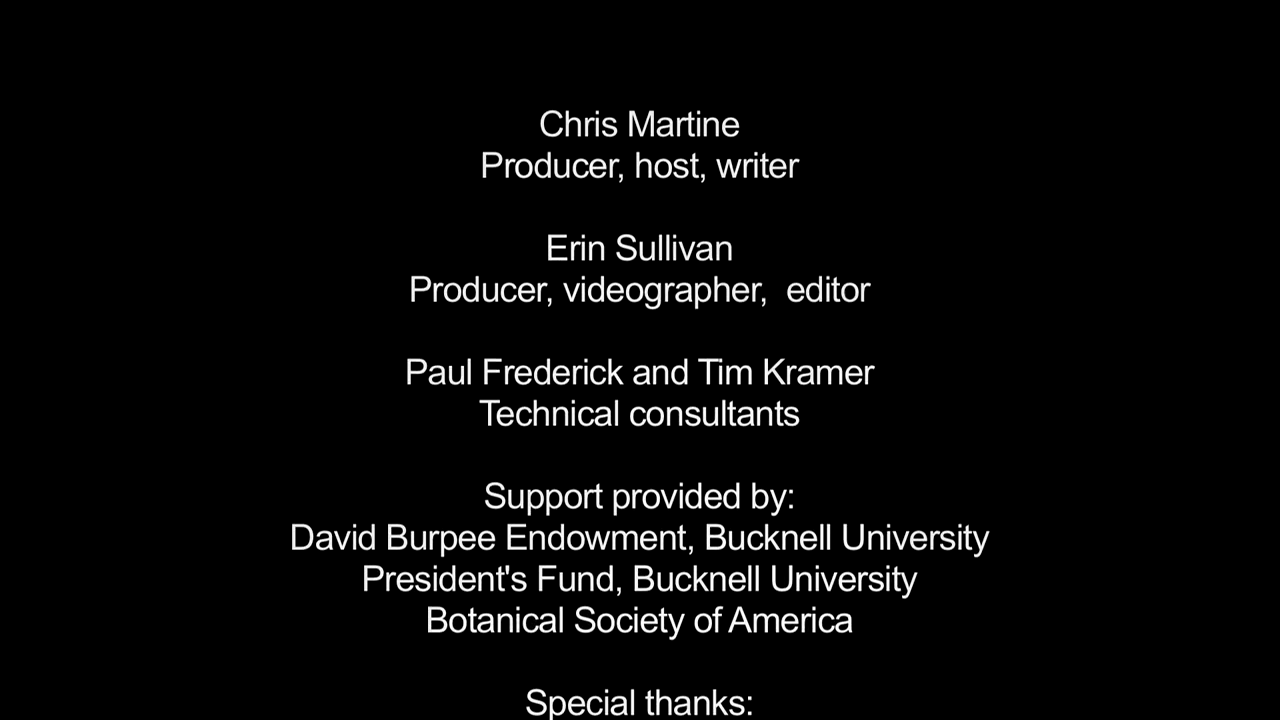 Chris Martine
Producer, host, writer
Erin Sullivan
Producer, videographer,  editor
Paul Frederick and Tim Kramer
Technical consultants
Support provided by:
David Burpee Endowment, Bucknell University
President's Fund, Bucknell University
Botanical Society of America
Special thanks: